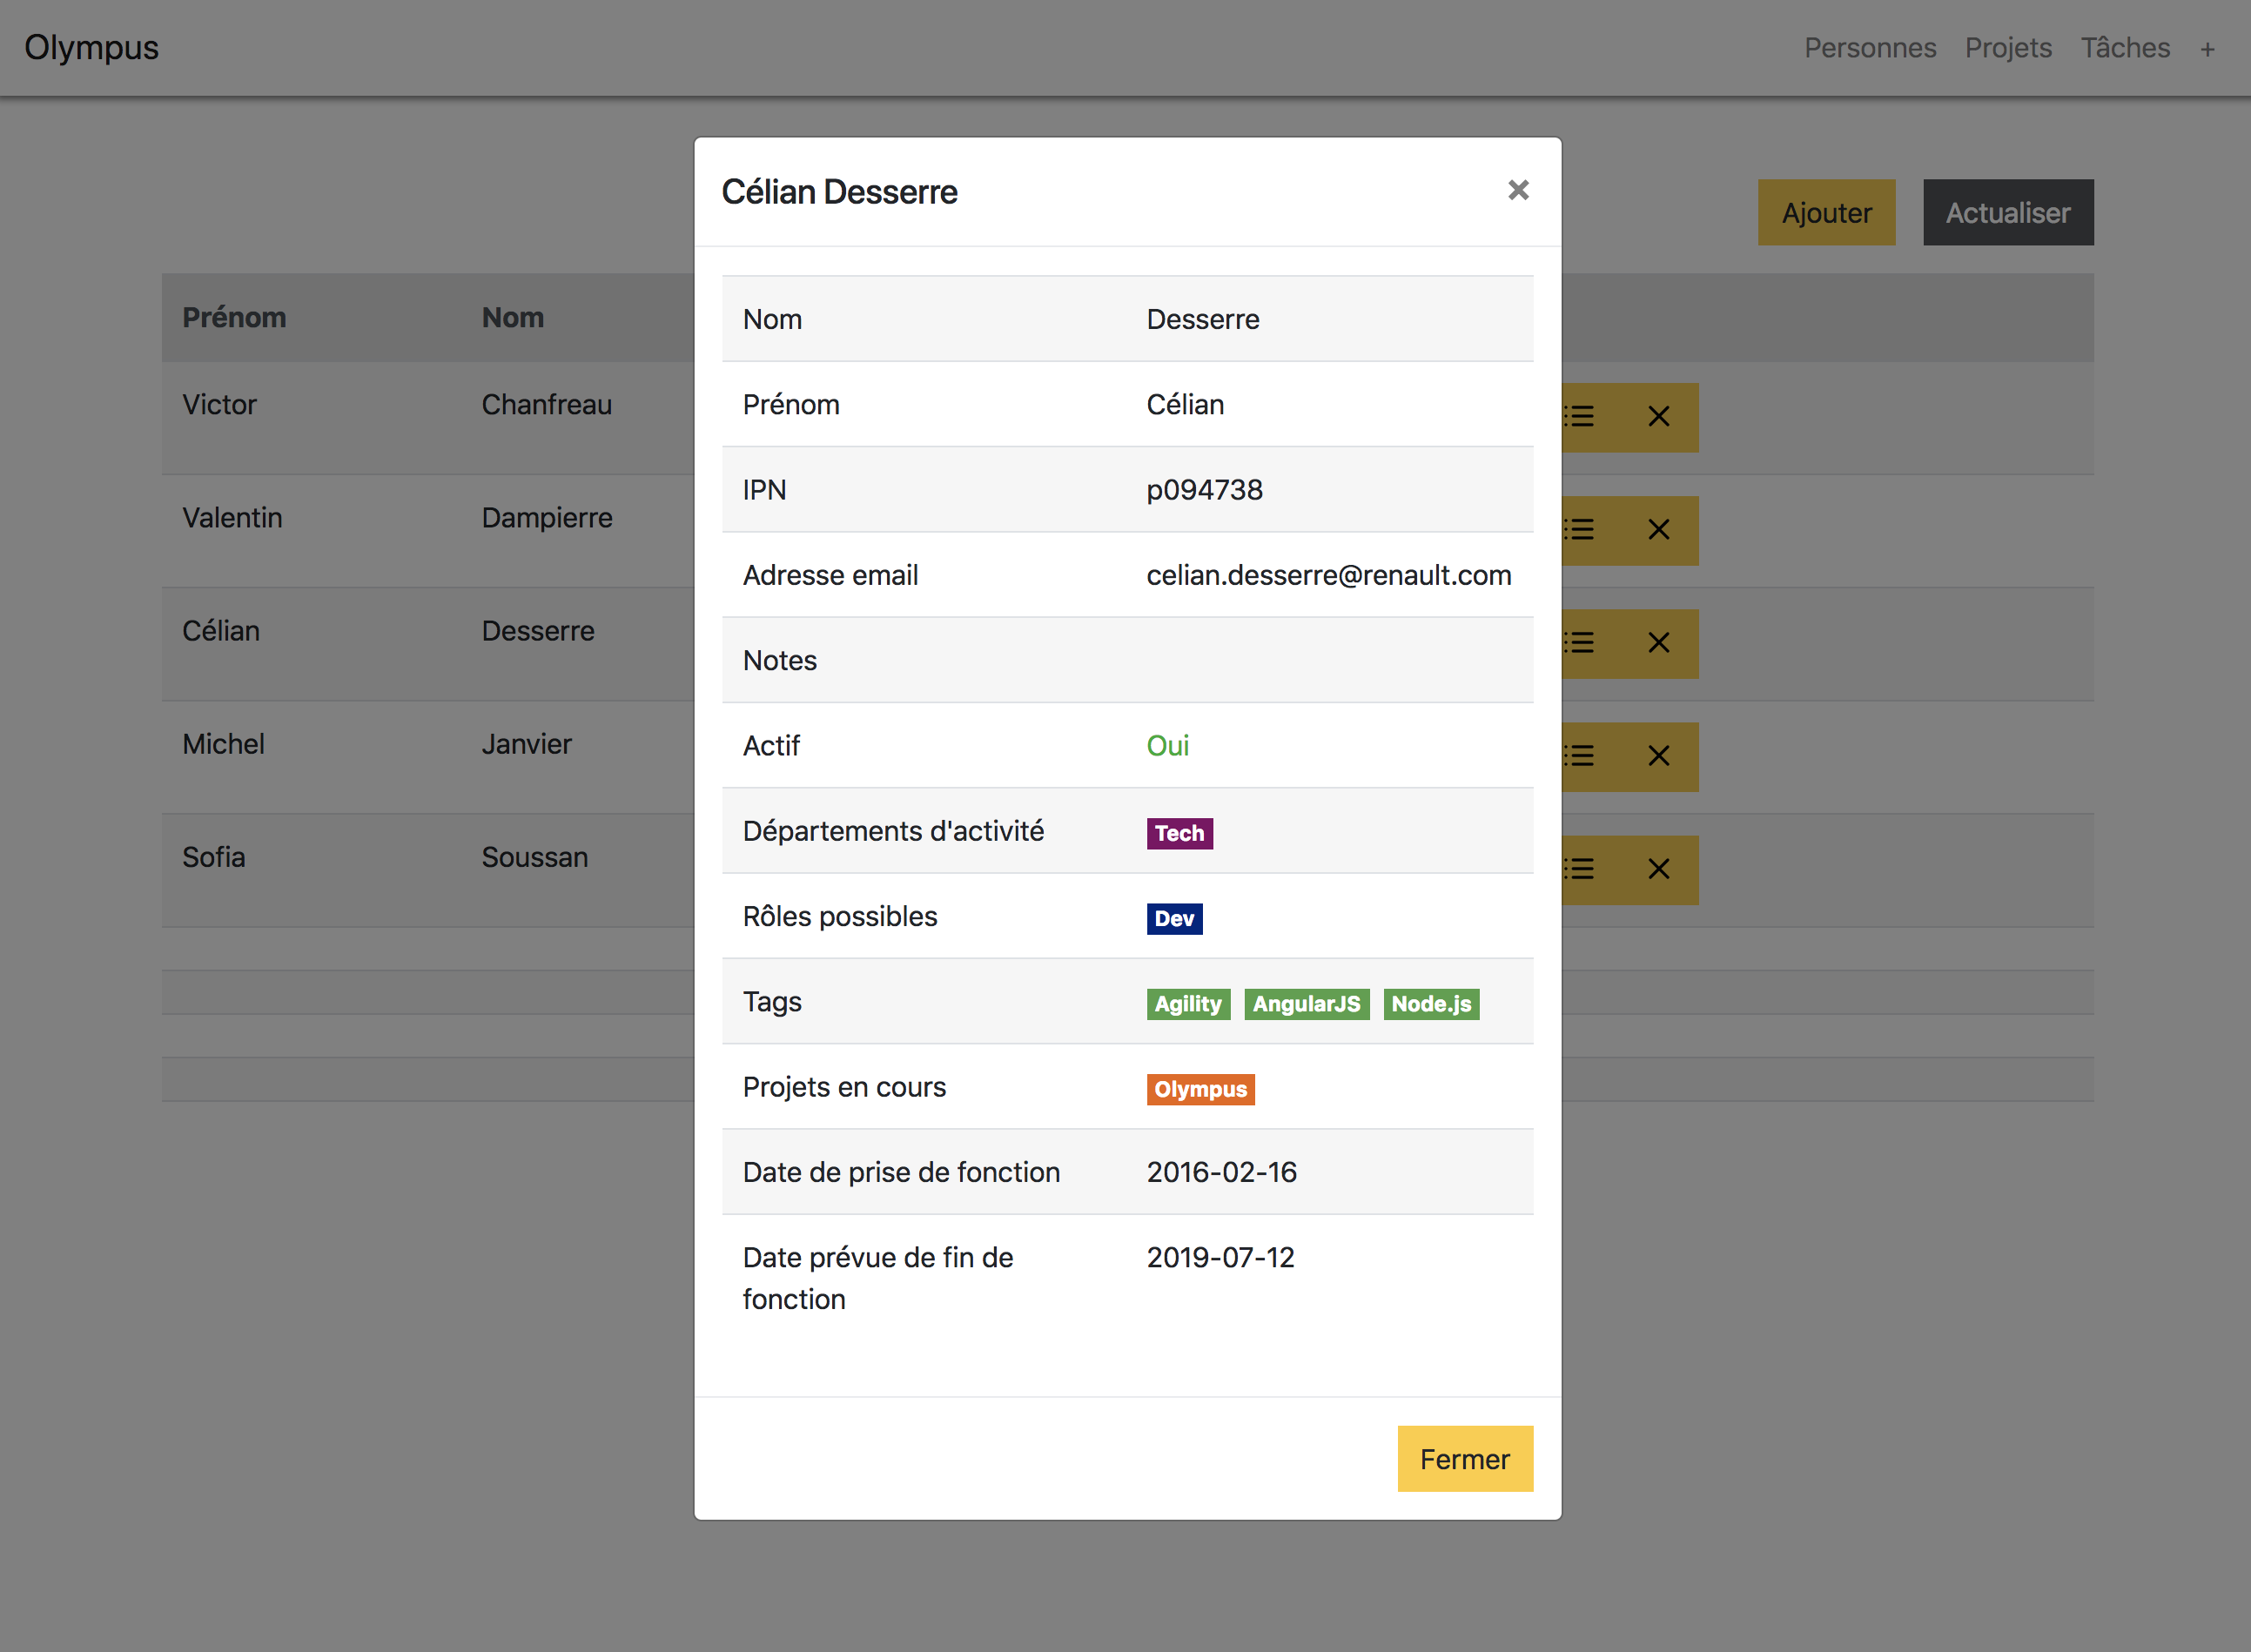 Olympus
Personnes Projets Tâches +
Ajouter Actualiser
Prénom Nom
Victor Chanfreau
Valentin Dampierre
Célian Desserre
Michel Janvier
Sofia Soussan
Célian Desserre ×
Nom Desserre
Prénom Célian
IPN p094738
Adresse email celian.desserre@renault.com
Notes
Actif Oui
Départements d'activité Tech
Rôles possibles Dev
Tags Agility AngularJS Node.js
Projets en cours Olympus
Date de prise de fonction 2016-02-16
Date prévue de fin de 2019-07-12
fonction
Fermer